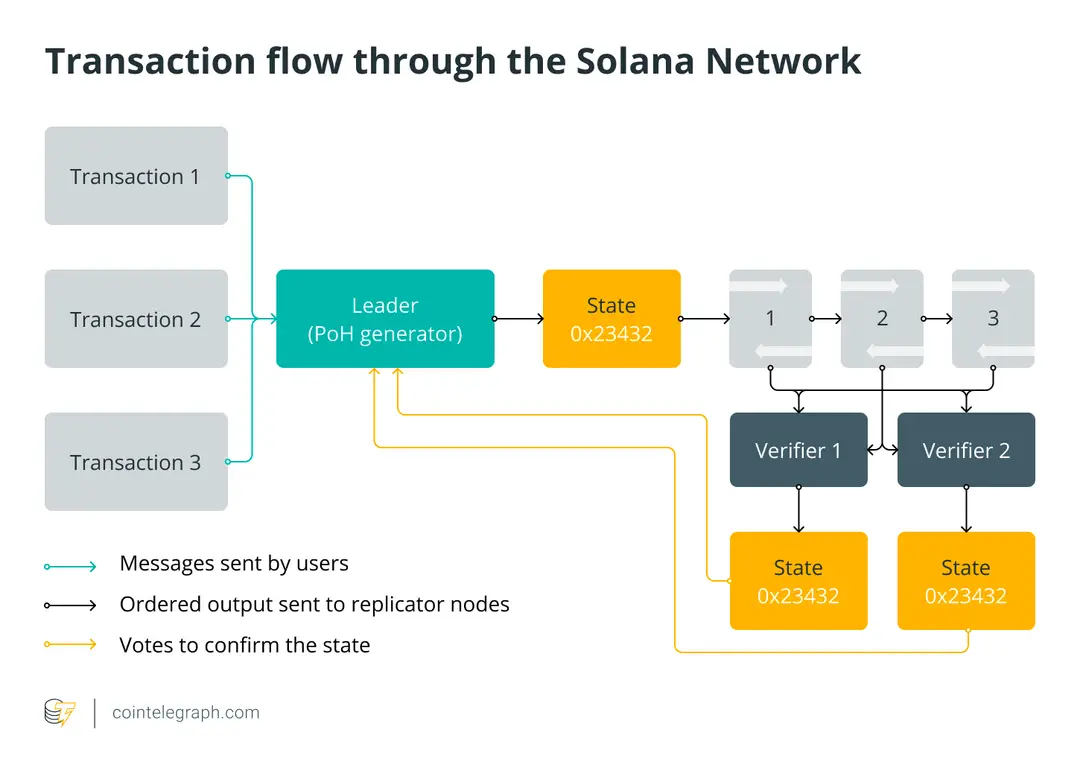 Transaction flow through the Solana Network
Transaction 1
Transaction 2
Transaction 3
Leader
(PoH generator)
State
0x23432
1
2
3
Verifier 1
Verifier 2
State
0x23432
State
0x23432
Messages sent by users
Ordered output sent to replicator nodes
Votes to confirm the state
cointelegraph.com